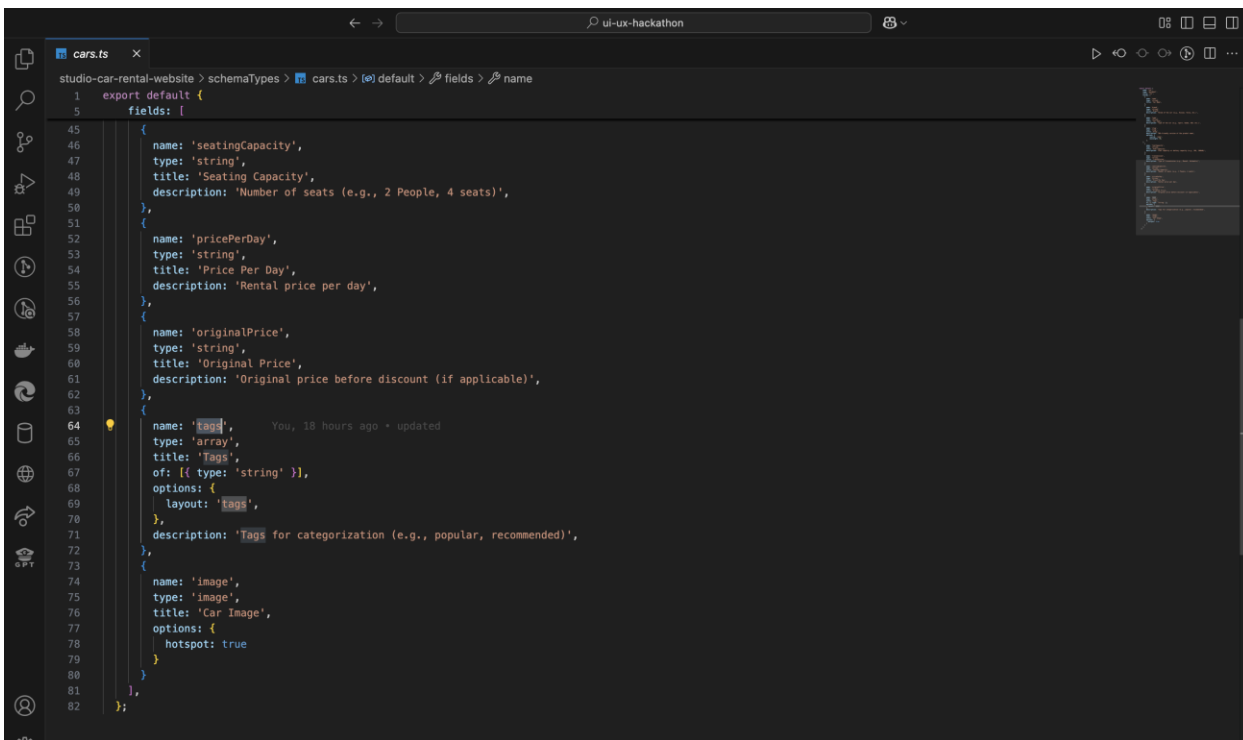 ui-ux-hackathon
TS cars.ts
studio-car-rental-website > schemaTypes > TS cars.ts > default > fields > name
1 export default {
5 fields: [
45 {
46 name: 'seatingCapacity',
47 type: 'string',
48 title: 'Seating Capacity',
49 description: 'Number of seats (e.g., 2 People, 4 seats)',
50 },
51 {
52 name: 'pricePerDay',
53 type: 'string',
54 title: 'Price Per Day',
55 description: 'Rental price per day',
56 },
57 {
58 name: 'originalPrice',
59 type: 'string',
60 title: 'Original Price',
61 description: 'Original price before discount (if applicable)',
62 },
63 {
64 name: 'tags', You, 18 hours ago • updated
65 type: 'array',
66 title: 'Tags',
67 of: [{ type: 'string' }],
68 options: {
69 layout: 'tags',
70 },
71 description: 'Tags for categorization (e.g., popular, recommended)',
72 },
73 {
74 name: 'image',
75 type: 'image',
76 title: 'Car Image',
77 options: {
78 hotspot: true
79 }
80 }
81 ],
82 };
GPT